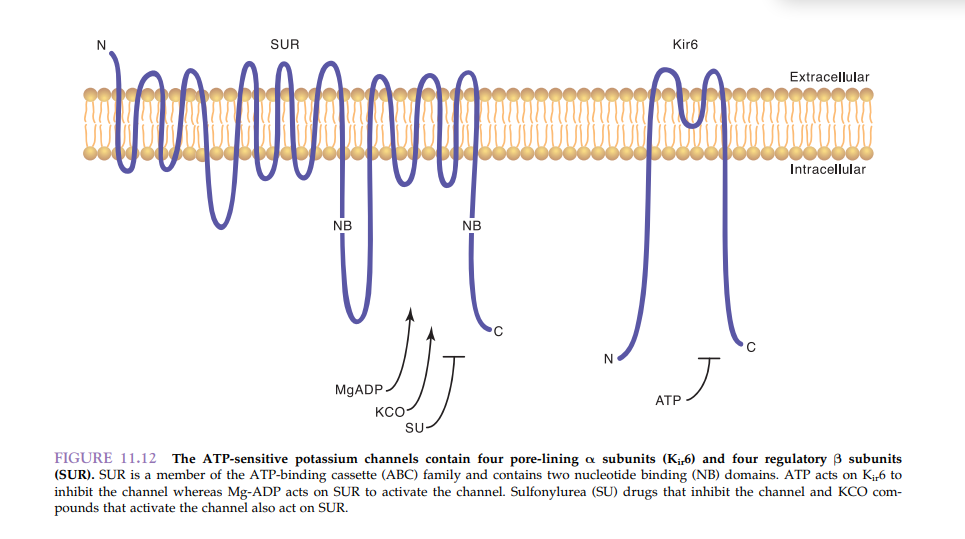 N
SUR
Kir6
Extracellular
Intracellular
NB
NB
C
N
C
MgADP
KCO
SU
ATP
FIGURE 11.12 The ATP-sensitive potassium channels contain four pore-lining α subunits (Kir6) and four regulatory β subunits
(SUR). SUR is a member of the ATP-binding cassette (ABC) family and contains two nucleotide binding (NB) domains. ATP acts on Kir6 to
inhibit the channel whereas Mg-ADP acts on SUR to activate the channel. Sulfonylurea (SU) drugs that inhibit the channel and KCO com-
pounds that activate the channel also act on SUR.